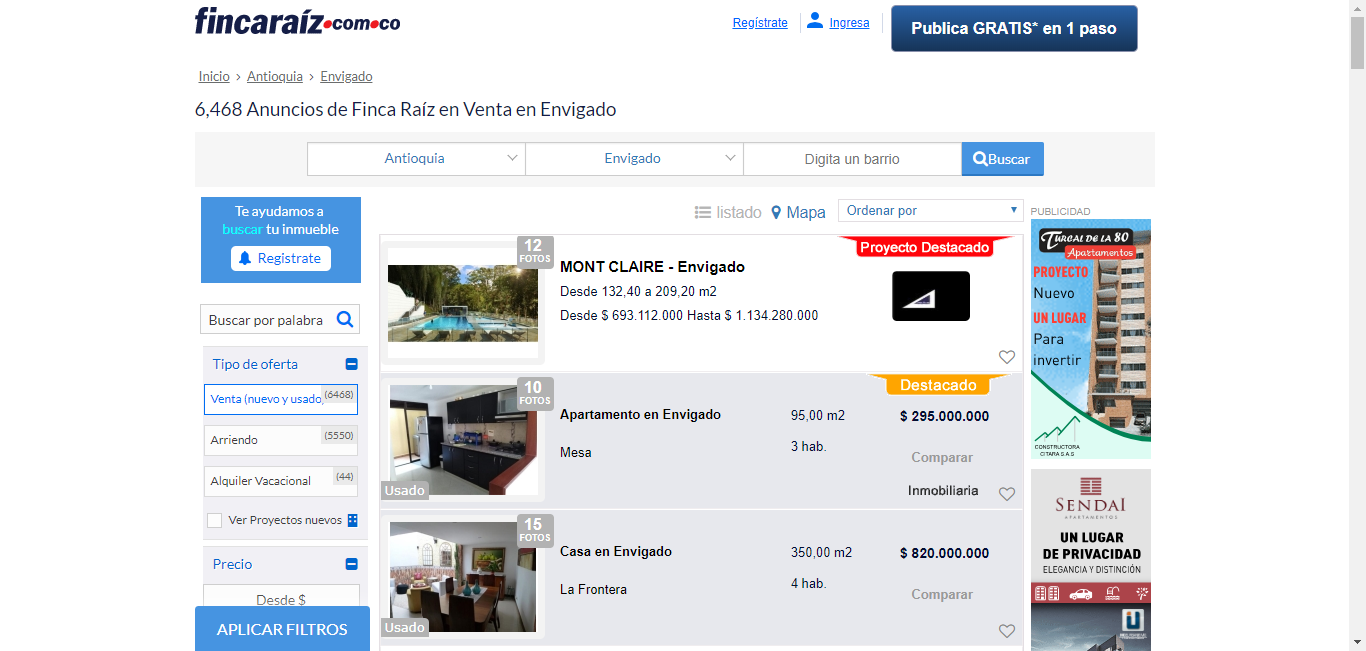 fincaraíz.com.co
Regístrate
Ingresa
Publica GRATIS* en 1 paso
Inicio > Antioquia > Envigado
6,468 Anuncios de Finca Raíz en Venta en Envigado
Antioquia
Envigado
Digita un barrio
Buscar
Te ayudamos a
buscar tu inmueble
Registrate
Buscar por palabra
Tipo de oferta
Venta (nuevo y usado)
(6468)
Arriendo
(5550)
Alquiler Vacacional
(44)
Ver Proyectos nuevos
Precio
Desde $
APLICAR FILTROS
listado
Mapa
Ordenar por
12
FOTOS
MONT CLAIRE - Envigado
Desde 132,40 a 209,20 m2
Desde $ 693.112.000 Hasta $ 1.134.280.000
Proyecto Destacado
10
FOTOS
Usado
Apartamento en Envigado
Mesa
95,00 m2
3 hab.
Destacado
$ 295.000.000
Comparar
Inmobiliaria
15
FOTOS
Usado
Casa en Envigado
La Frontera
350,00 m2
4 hab.
$ 820.000.000
Comparar
PUBLICIDAD
Turgal de la 80
Apartamentos
PROYECTO
Nuevo
UN LUGAR
Para
invertir
CONSTRUCTORA
CITARA S.A.S
SENDAI
APARTAMENTOS
UN LUGAR
DE PRIVACIDAD
ELEGANCIA Y DISTINCIÓN